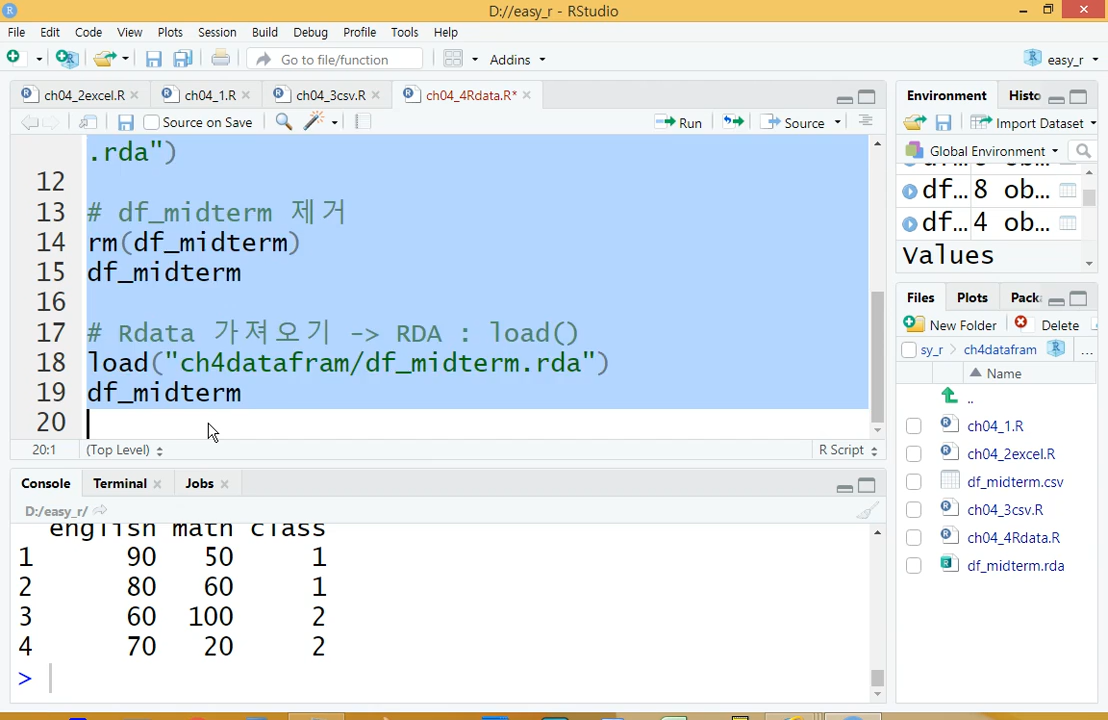 D://easy_r - RStudio
File Edit Code View Plots Session Build Debug Profile Tools Help
Go to file/function Addins easy_r
ch04_2excel.R ch04_1.R ch04_3csv.R ch04_4Rdata.R*
Source on Save Run Source
.rda")
12
13 # df_midterm 제거
14 rm(df_midterm)
15 df_midterm
16
17 # Rdata 가져오기 -> RDA : load()
18 load("ch4datafram/df_midterm.rda")
19 df_midterm
20
20:1 (Top Level) R Script
Console Terminal Jobs
D:/easy_r/
english math class
1 90 50 1
2 80 60 1
3 60 100 2
4 70 20 2
>
Environment Histo
Import Dataset
Global Environment
df... 8 ob...
df... 4 ob...
Values
Files Plots Pack
New Folder Delete
sy_r ch4datafram ...
Name
..
ch04_1.R
ch04_2excel.R
df_midterm.csv
ch04_3csv.R
ch04_4Rdata.R
df_midterm.rda